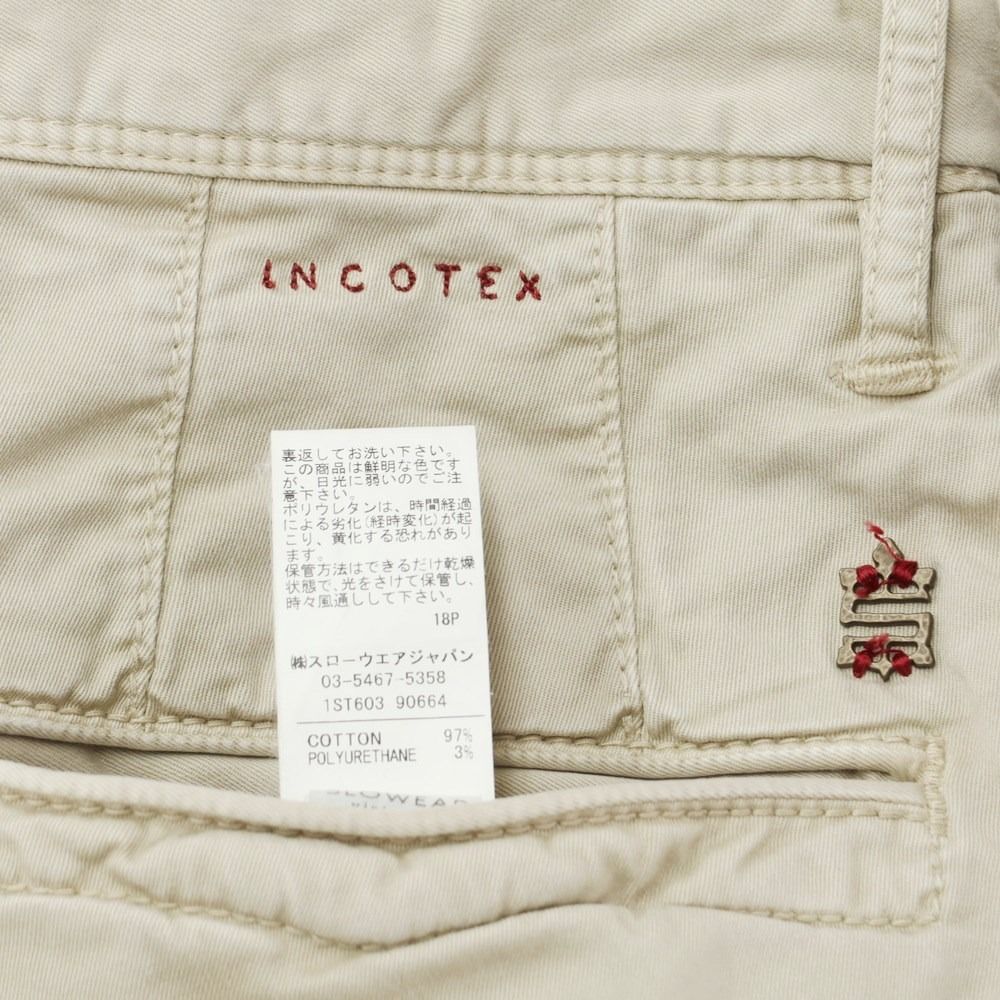 INCOTEX
裏返してお洗い下さい。
この商品は鮮明な色です
が、日光に弱いのでご注
意下さい。
ポリウレタンは、時間経過
による劣化(経時変化)が起
こり、黄化する恐れがあり
ます。
保管方法はできるだけ乾燥
状態で、光をさけて保管し、
時々風通しして下さい。
18P
㈱スローウエアジャパン
03-5467-5358
1ST603 90664
COTTON 97%
POLYURETHANE 3%
SLOWEAR